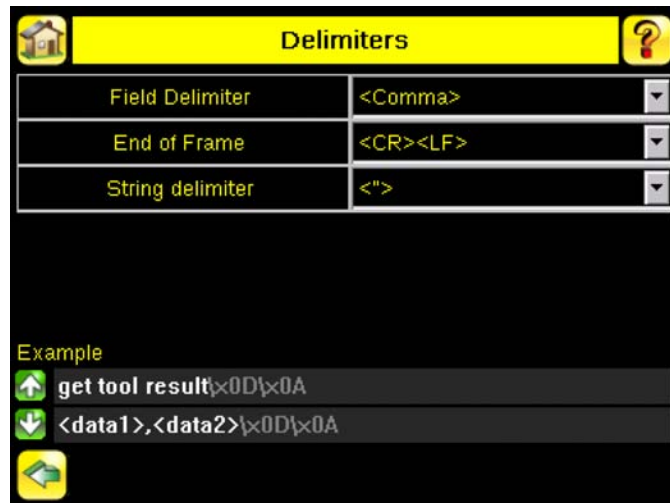 Delimiters
?
Field Delimiter <Comma>
End of Frame <CR><LF>
String delimiter <">
Example
get tool result\x0D\x0A
<data1>,<data2>\x0D\x0A